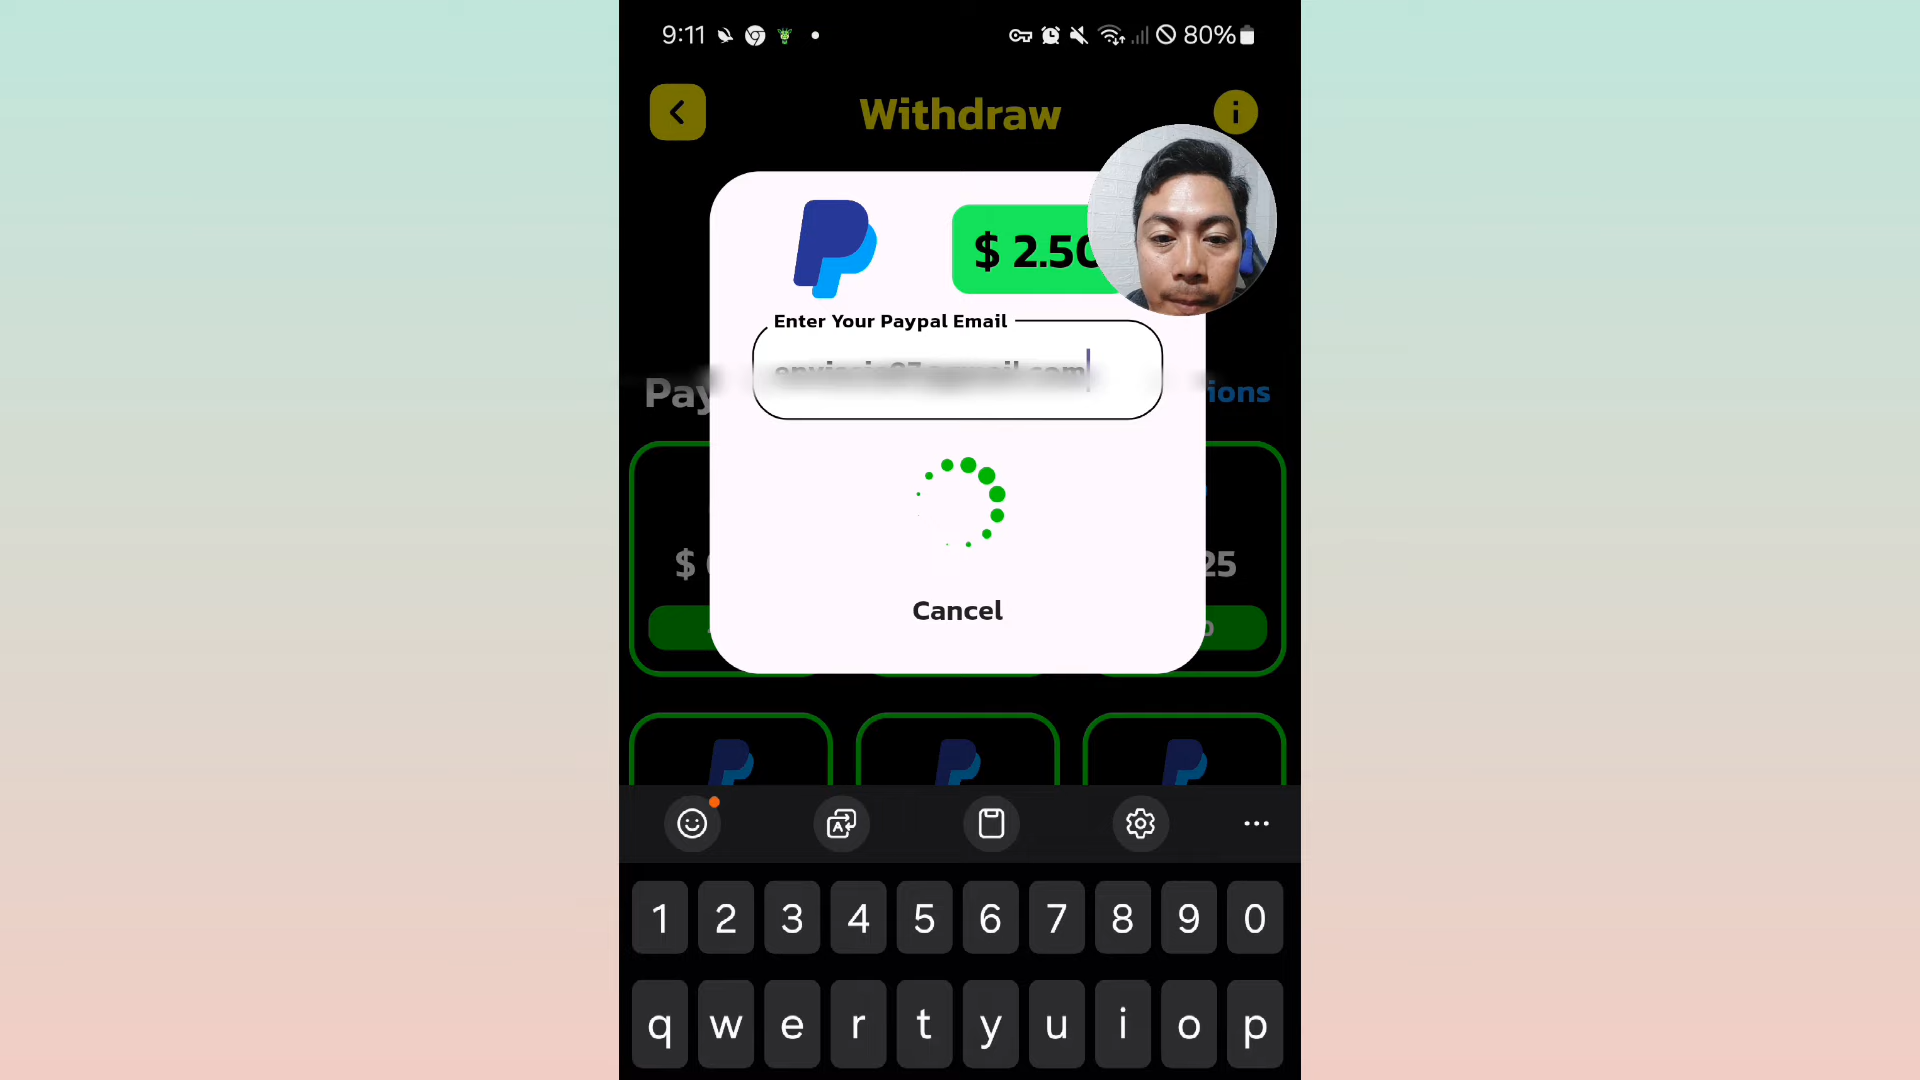 9:11
80%
Withdraw
$ 2.50
Enter Your Paypal Email
Pay
ions
$
25
Cancel
1 2 3 4 5 6 7 8 9 0
q w e r t y u i o p